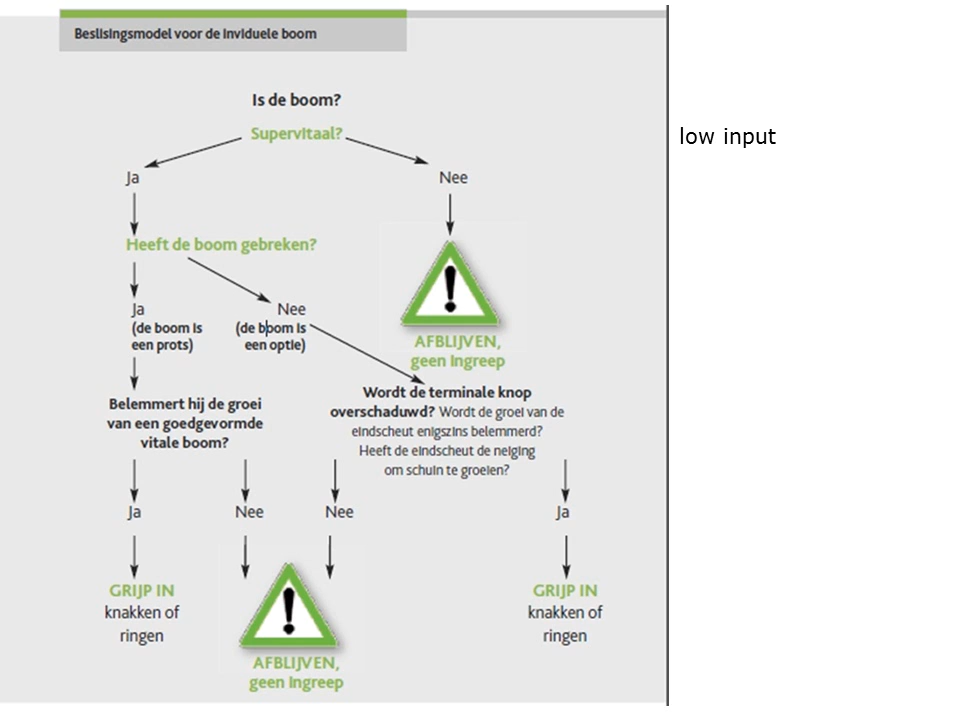 Beslisingsmodel voor de inviduele boom
low input
Is de boom?
Supervitaal?
Ja
Nee
Heeft de boom gebreken?
Ja
(de boom is
een prots)
Nee
(de boom is
een optie)
AFBLIJVEN,
geen ingreep
Belemmert hij de groei
van een goedgevormde
vitale boom?
Wordt de terminale knop
overschaduwd? Wordt de groei van de
eindscheut enigszins belemmerd?
Heeft de eindscheut de neiging
om schuin te groeien?
Ja
Nee
Nee
Ja
GRIJP IN
knakken of
ringen
AFBLIJVEN,
geen ingreep
GRIJP IN
knakken of
ringen